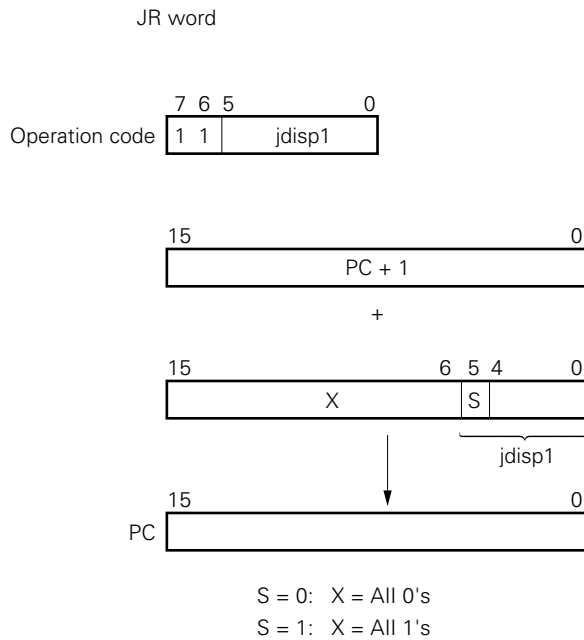 JR word
7 6 5 0
Operation code 1 1 jdisp1
15 0
PC + 1
+
15 6 5 4 0
X S
jdisp1
15 0
PC
S = 0: X = All 0's
S = 1: X = All 1's